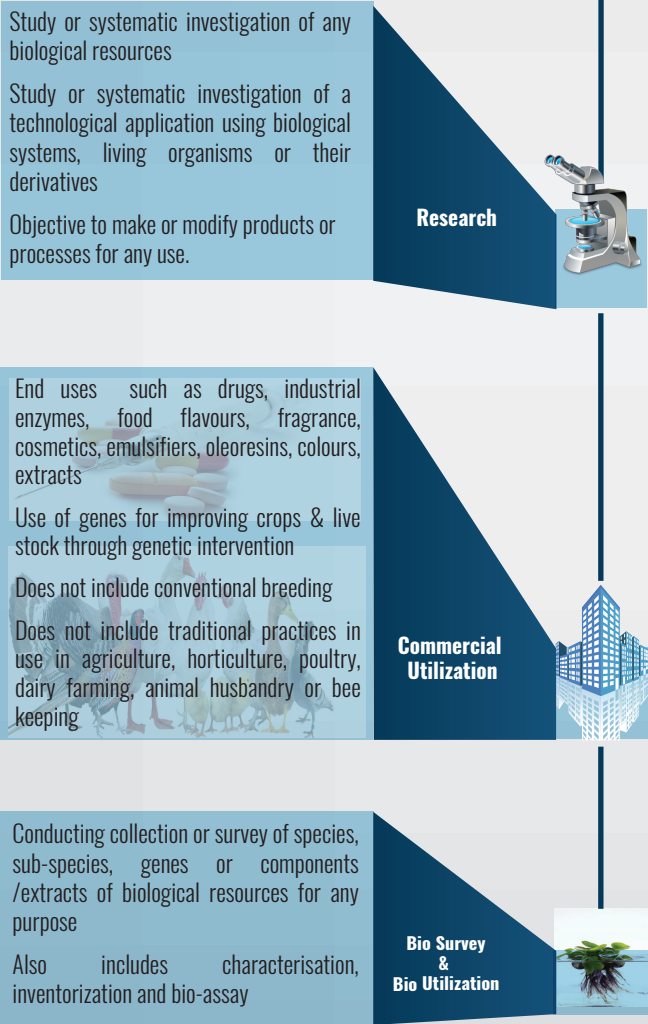 Study or systematic investigation of any
biological resources
Study or systematic investigation of a
technological application using biological
systems, living organisms or their
derivatives
Objective to make or modify products or
processes for any use.
Research
End uses such as drugs, industrial
enzymes, food flavours, fragrance,
cosmetics, emulsifiers, oleoresins, colours,
extracts
Use of genes for improving crops & live
stock through genetic intervention
Does not include conventional breeding
Does not include traditional practices in
use in agriculture, horticulture, poultry,
dairy farming, animal husbandry or bee
keeping
Commercial
Utilization
Conducting collection or survey of species,
sub-species, genes or components
/extracts of biological resources for any
purpose
Also includes characterisation,
inventorization and bio-assay
Bio Survey
&
Bio Utilization